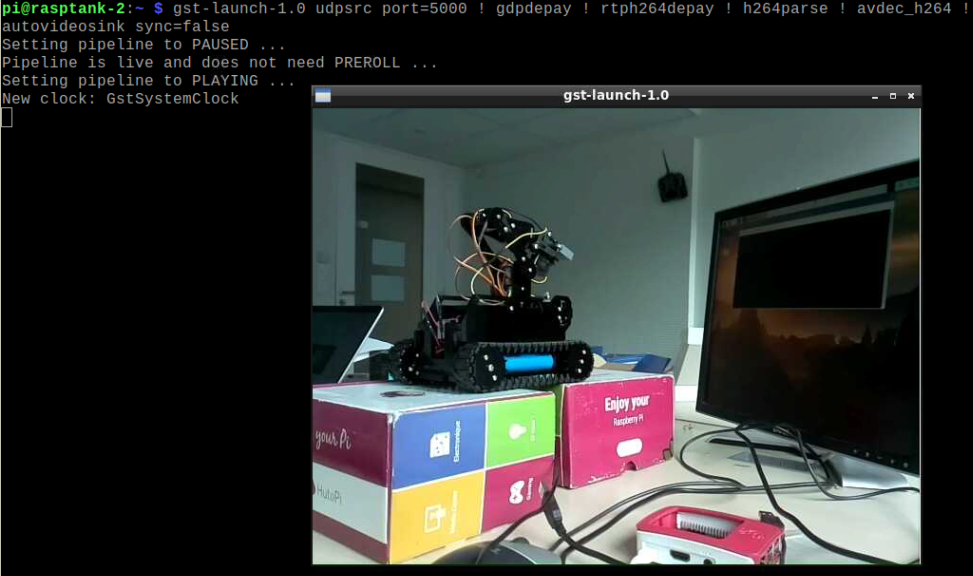 pi@rasptank-2:~ $ gst-launch-1.0 udpsrc port=5000 ! gdpdepay ! rtph264depay ! h264parse ! avdec_h264 !
autovideosink sync=false
Setting pipeline to PAUSED ...
Pipeline is live and does not need PREROLL ...
Setting pipeline to PLAYING ...
New clock: GstSystemClock
gst-launch-1.0
Enjoy your
Raspberry Pi
your Pi
Electronique
HutoPi
Gaming